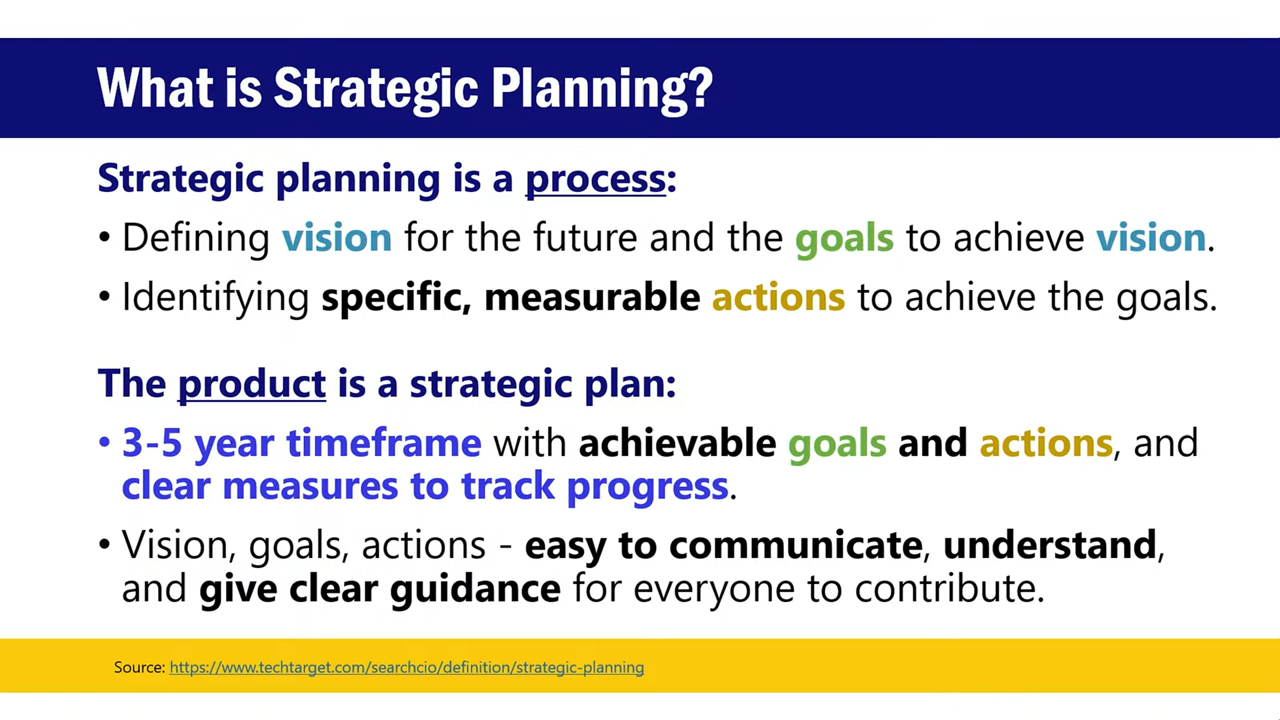 What is Strategic Planning?
Strategic planning is a process:
• Defining vision for the future and the goals to achieve vision.
• Identifying specific, measurable actions to achieve the goals.
The product is a strategic plan:
• 3-5 year timeframe with achievable goals and actions, and
clear measures to track progress.
• Vision, goals, actions - easy to communicate, understand,
and give clear guidance for everyone to contribute.
Source: https://www.techtarget.com/searchcio/definition/strategic-planning